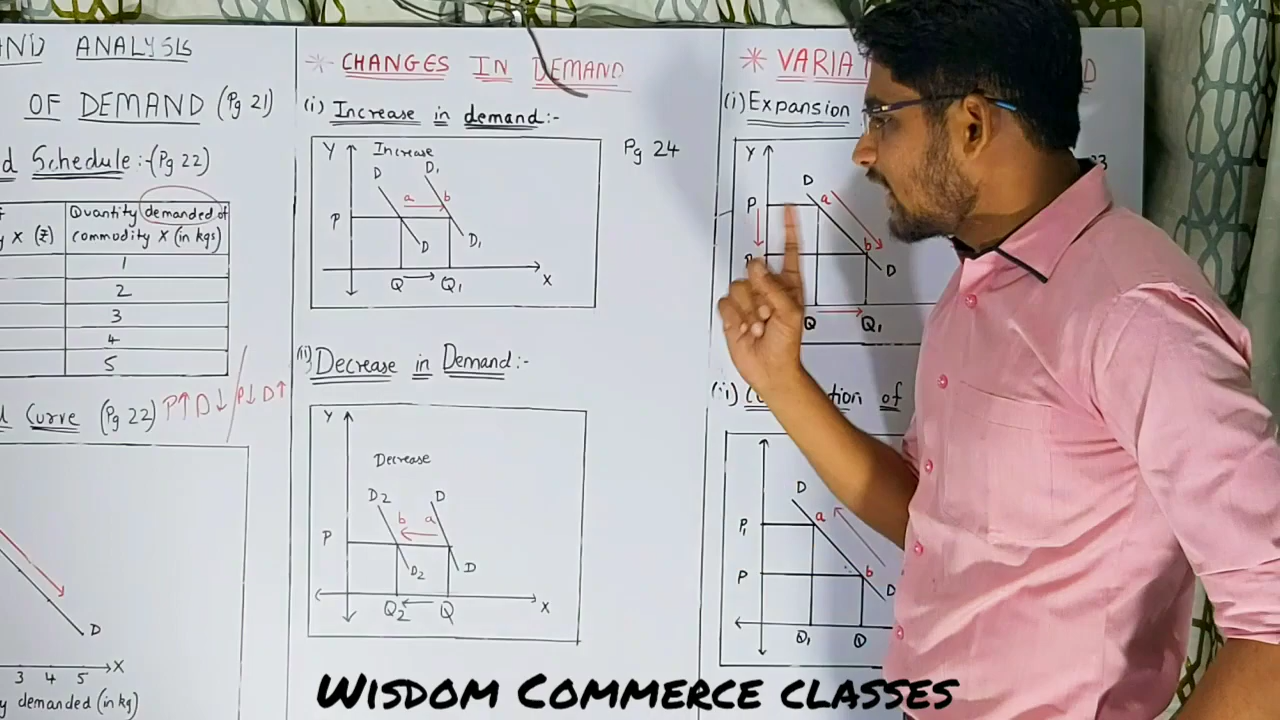 AND ANALYSIS
OF DEMAND (Pg 21)
Schedule :-(Pg 22)
Quantity demanded of
commodity X (in kgs)
y X (₹)
1
2
3
4
5
Curve (Pg 22) P↑ D↓ / P↓ D↑
D
3 4 5 X
y demanded (in kg)
* CHANGES IN DEMAND
(i) Increase in demand:-
Pg 24
Y Increase
D D₁
a b
P
D D₁
Q → Q₁ X
(ii) Decrease in Demand:-
Y
Decrease
D₂ D
b a
P
D₂ D
Q₂ ← Q X
* VARIA
(i) Expansion
Y
D
P a
b
D
Q Q₁
(ii) of
D
P₁ a
P b
D
Q₁ Q
WISDOM COMMERCE CLASSES